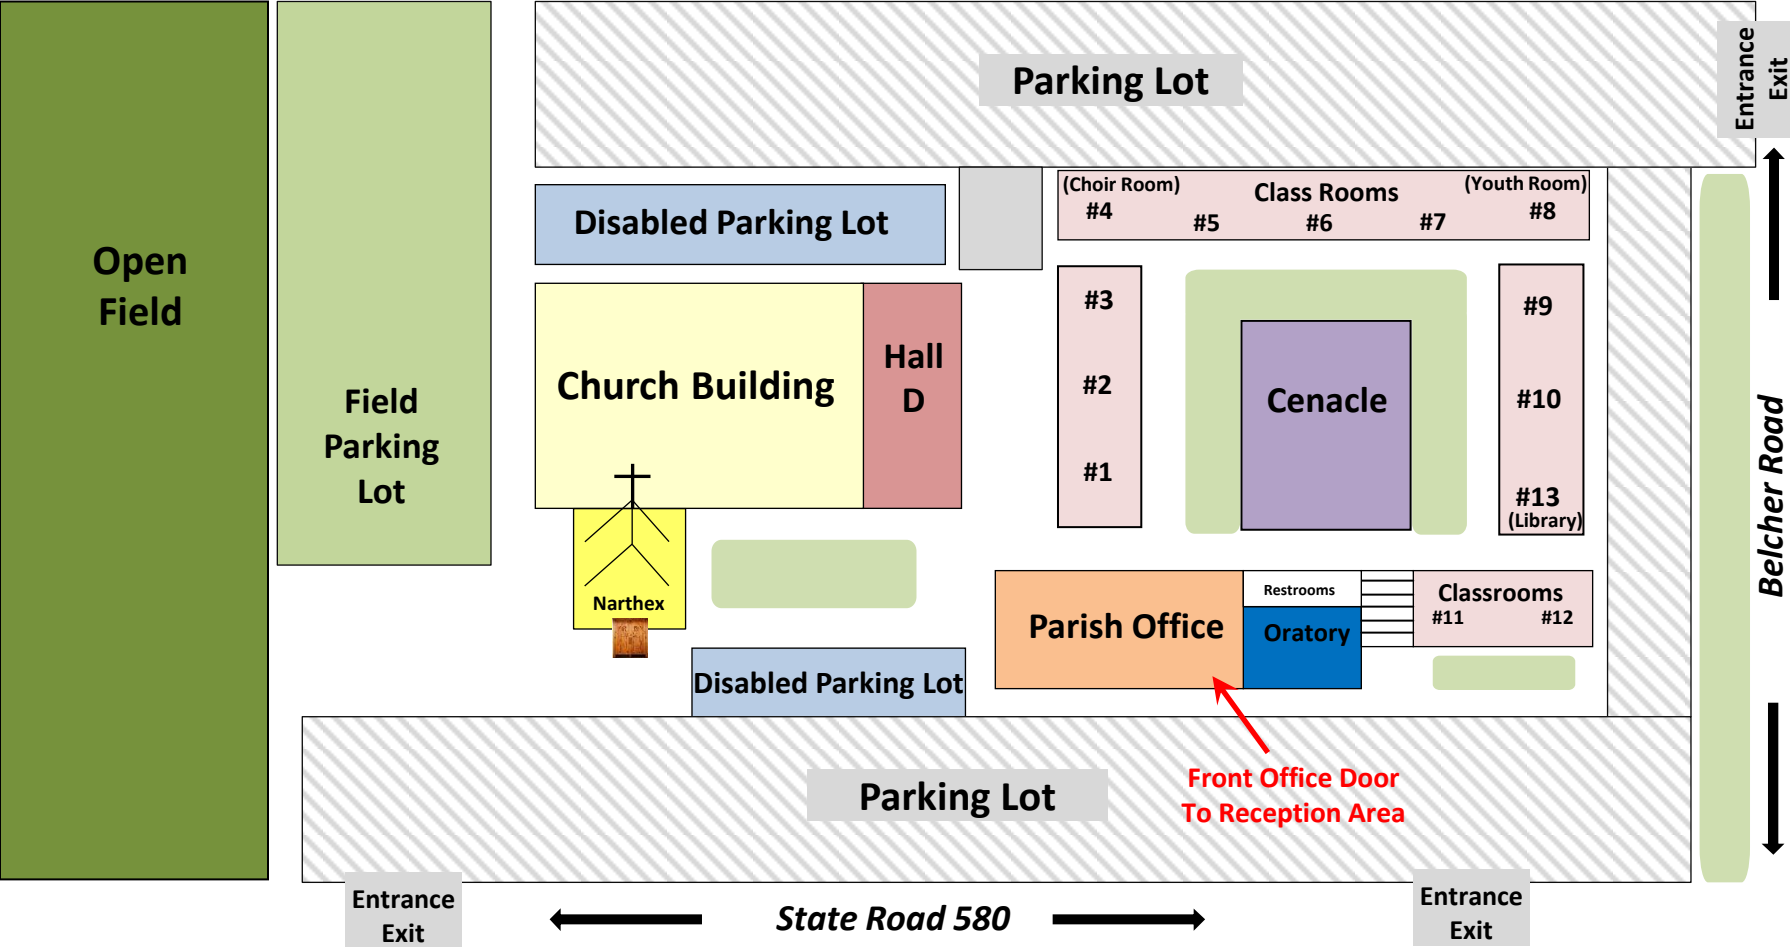 Parking Lot
Entrance
Exit
Open
Field
Field
Parking
Lot
Disabled Parking Lot
(Choir Room)
#4
Class Rooms
(Youth Room)
#8
#5
#6
#7
Church Building
Hall
D
#3
#2
#1
Cenacle
#9
#10
#13
(Library)
Belcher Road
Narthex
Disabled Parking Lot
Parish Office
Restrooms
Oratory
Classrooms
#11
#12
Front Office Door
To Reception Area
Parking Lot
Entrance
Exit
State Road 580
Entrance
Exit